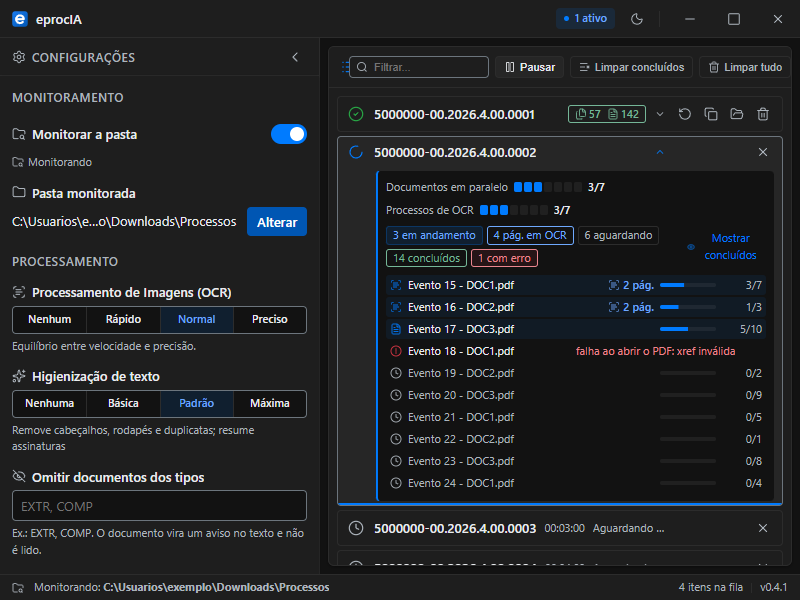 eprocIA
1 ativo
CONFIGURAÇÕES
MONITORAMENTO
Monitorar a pasta
Monitorando
Pasta monitorada
C:\Usuarios\e...o\Downloads\Processos
Alterar
PROCESSAMENTO
Processamento de Imagens (OCR)
Nenhum Rápido Normal Preciso
Equilíbrio entre velocidade e precisão.
Higienização de texto
Nenhuma Básica Padrão Máxima
Remove cabeçalhos, rodapés e duplicatas; resume
assinaturas
Omitir documentos dos tipos
EXTR, COMP
Ex.: EXTR, COMP. O documento vira um aviso no texto e não
é lido.
Filtrar... Pausar Limpar concluídos Limpar tudo
5000000-00.2026.4.00.0001 57 142
5000000-00.2026.4.00.0002
Documentos em paralelo 3/7
Processos de OCR 3/7
3 em andamento 4 pág. em OCR 6 aguardando
14 concluídos 1 com erro
Mostrar
concluídos
Evento 15 - DOC1.pdf 2 pág. 3/7
Evento 16 - DOC2.pdf 2 pág. 1/3
Evento 17 - DOC3.pdf 5/10
Evento 18 - DOC1.pdf falha ao abrir o PDF: xref inválida
Evento 19 - DOC2.pdf 0/2
Evento 20 - DOC3.pdf 0/9
Evento 21 - DOC1.pdf 0/5
Evento 22 - DOC2.pdf 0/1
Evento 23 - DOC3.pdf 0/8
Evento 24 - DOC1.pdf 0/4
5000000-00.2026.4.00.0003 00:03:00 Aguardando ...
Monitorando: C:\Usuarios\exemplo\Downloads\Processos
4 itens na fila v0.4.1